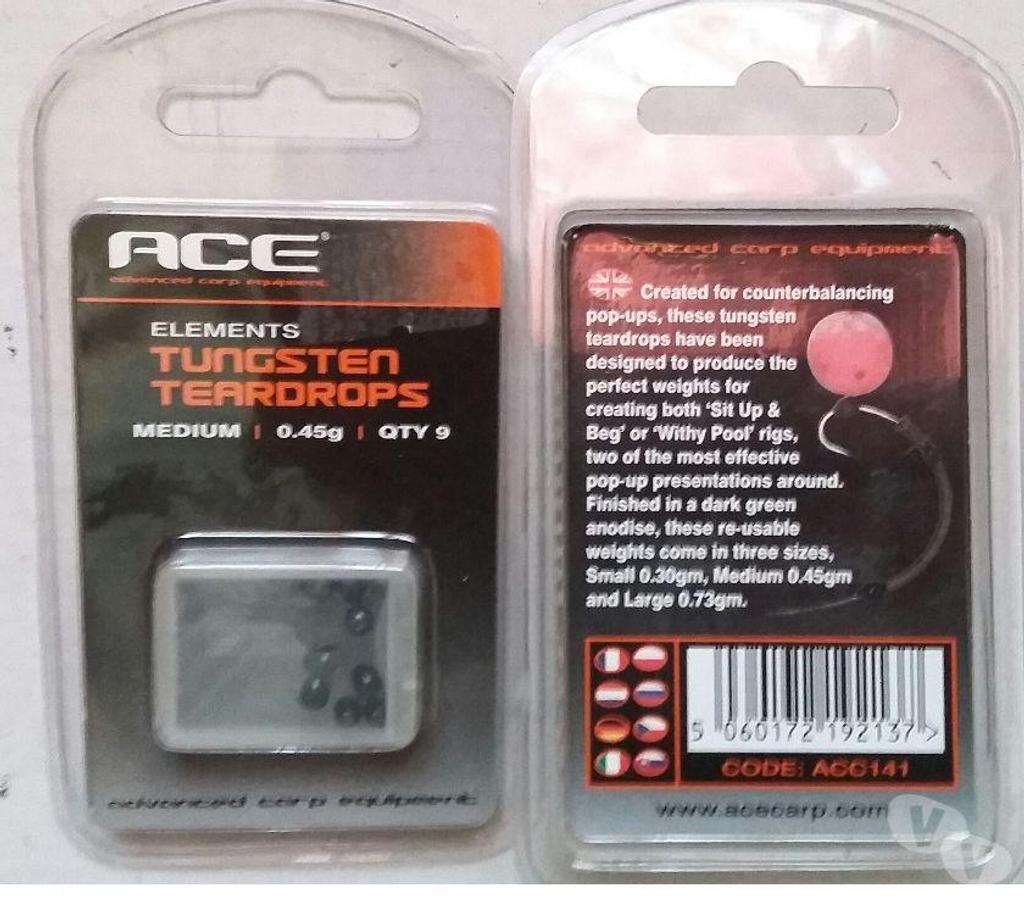 ACE®
advanced carp equipment
ELEMENTS
TUNGSTEN
TEARDROPS
MEDIUM | 0.45g | QTY 9
advanced carp equipment
advanced carp equipment
Created for counterbalancing
pop-ups, these tungsten
teardrops have been
designed to produce the
perfect weights for
creating both ‘Sit Up &
Beg’ or ‘Withy Pool’ rigs,
two of the most effective
pop-up presentations around.
Finished in a dark green
anodise, these re-usable
weights come in three sizes,
Small 0.30gm, Medium 0.45gm
and Large 0.73gm.
5 060172 192137 >
CODE: ACC141
www.acecarp.com
VV